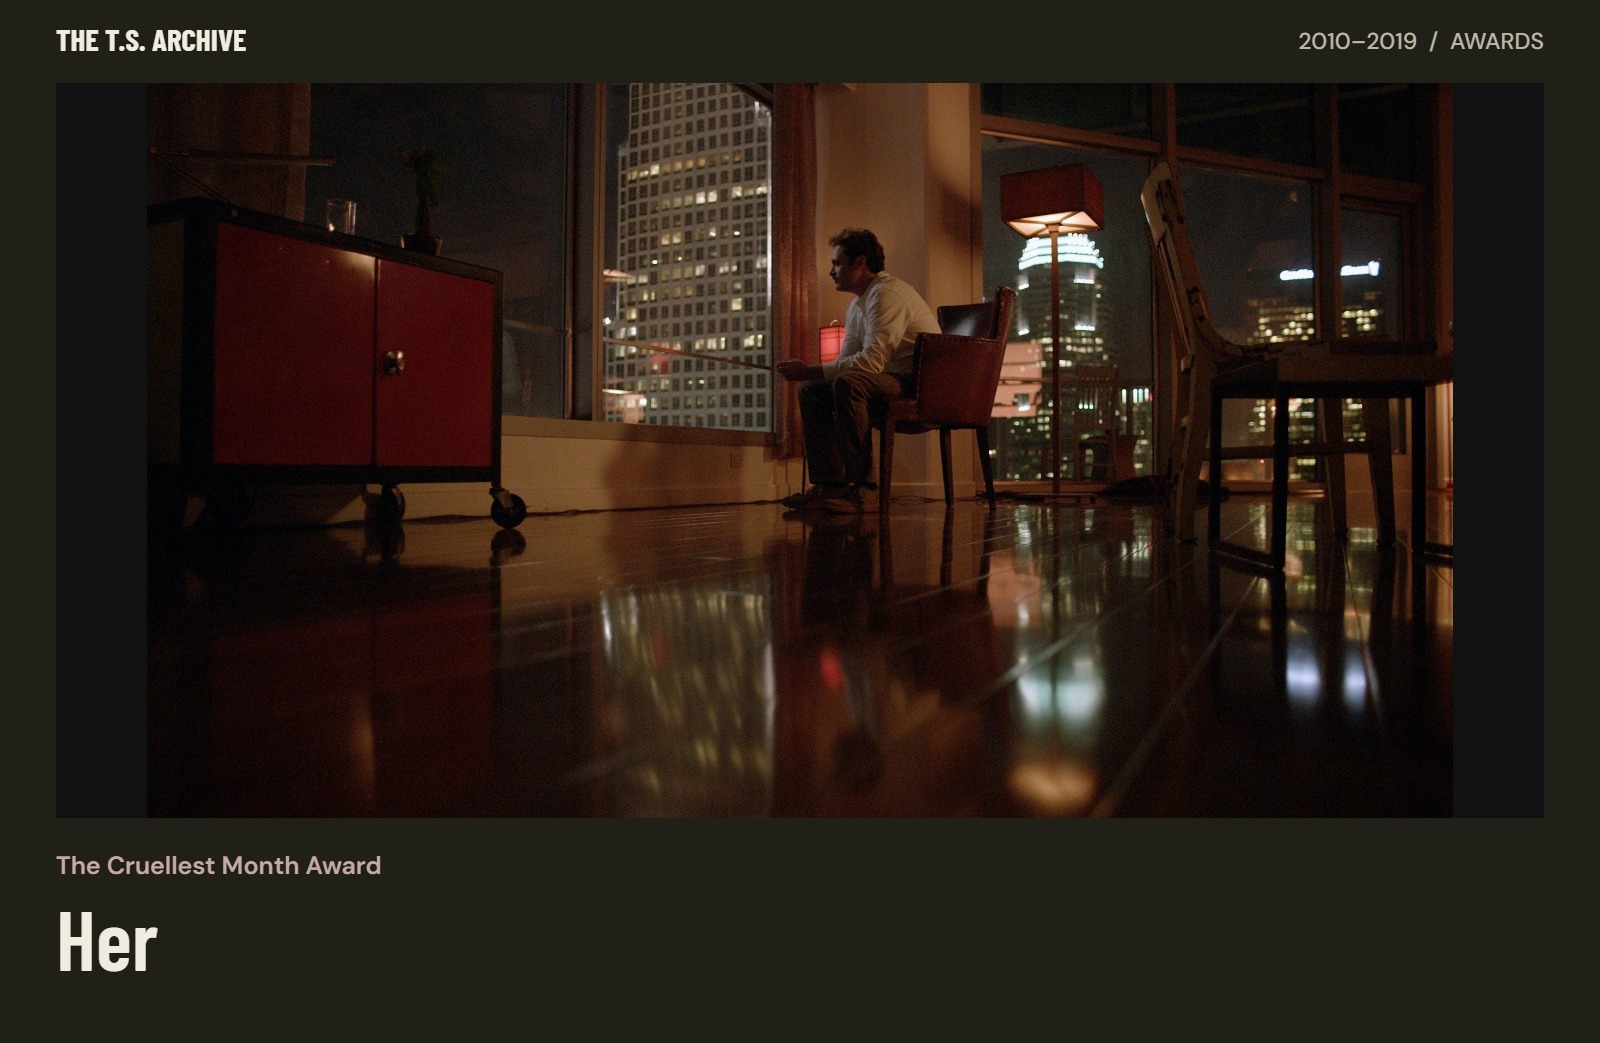 THE T.S. ARCHIVE
2010–2019 / AWARDS
The Cruellest Month Award
Her